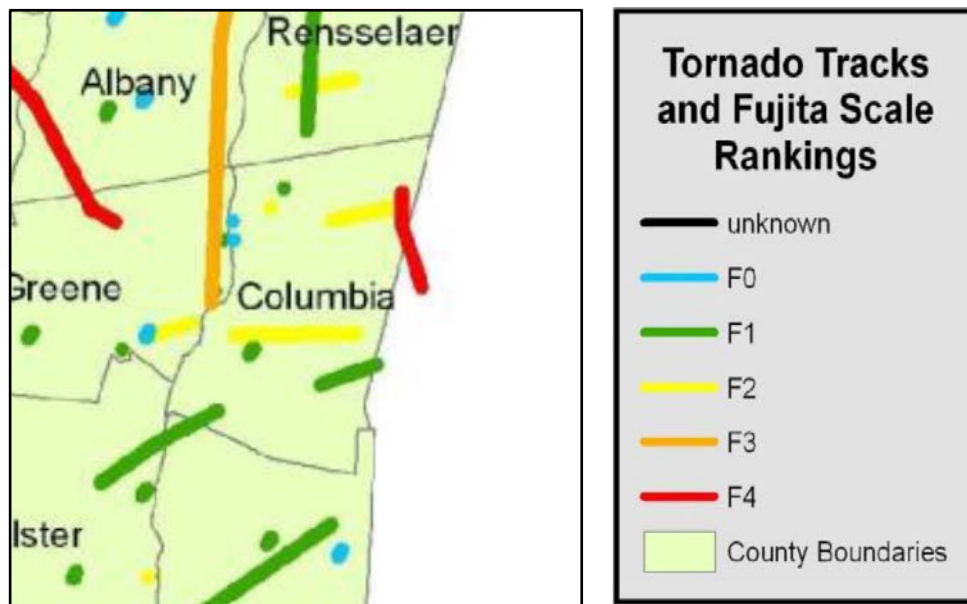 Rensselaer
Albany
Greene
Columbia
lster
Tornado Tracks
and Fujita Scale
Rankings
unknown
F0
F1
F2
F3
F4
County Boundaries